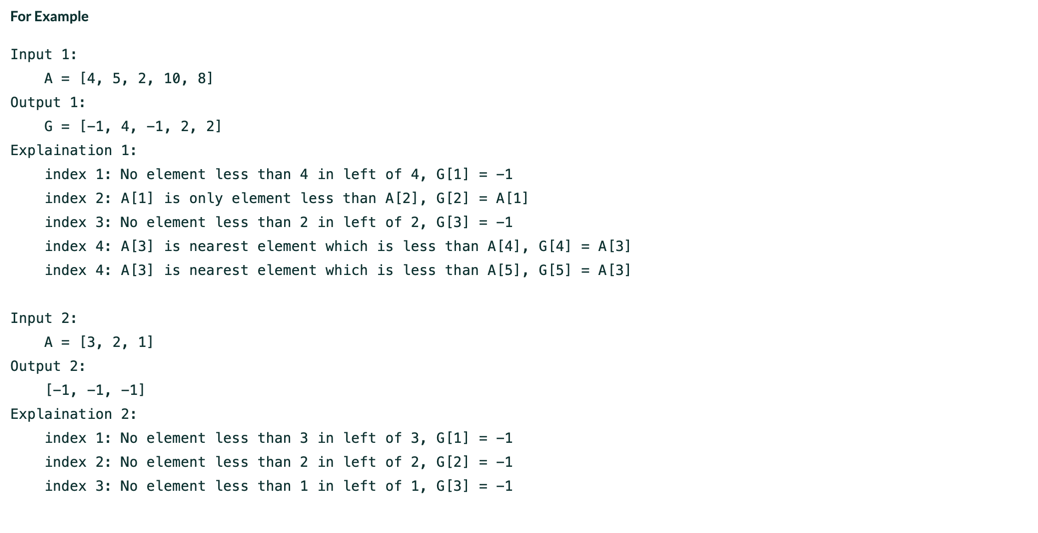 For Example
Input 1:
A = [4, 5, 2, 10, 8]
Output 1:
G = [-1, 4, -1, 2, 2]
Explaination 1:
index 1: No element less than 4 in left of 4, G[1] = -1
index 2: A[1] is only element less than A[2], G[2] = A[1]
index 3: No element less than 2 in left of 2, G[3] = -1
index 4: A[3] is nearest element which is less than A[4], G[4] = A[3]
index 4: A[3] is nearest element which is less than A[5], G[5] = A[3]
Input 2:
A = [3, 2, 1]
Output 2:
[-1, -1, -1]
Explaination 2:
index 1: No element less than 3 in left of 3, G[1] = -1
index 2: No element less than 2 in left of 2, G[2] = -1
index 3: No element less than 1 in left of 1, G[3] = -1